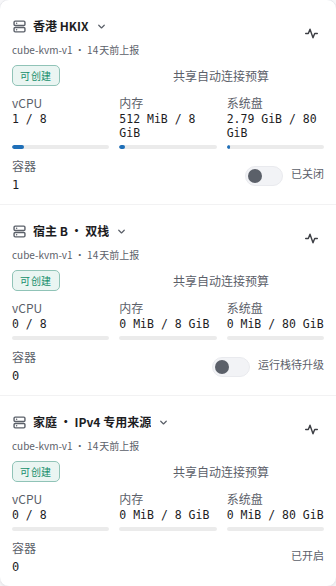 香港 HKIX
cube-kvm-v1 · 14天前上报
可创建
共享自动连接预算
vCPU 内存 系统盘
1 / 8 512 MiB / 8 GiB 2.79 GiB / 80 GiB
容器
1
已关闭
宿主 B · 双栈
cube-kvm-v1 · 14天前上报
可创建
共享自动连接预算
vCPU 内存 系统盘
0 / 8 0 MiB / 8 GiB 0 MiB / 80 GiB
容器
0
运行栈待升级
家庭 · IPv4 专用来源
cube-kvm-v1 · 14天前上报
可创建
共享自动连接预算
vCPU 内存 系统盘
0 / 8 0 MiB / 8 GiB 0 MiB / 80 GiB
容器
0
已开启